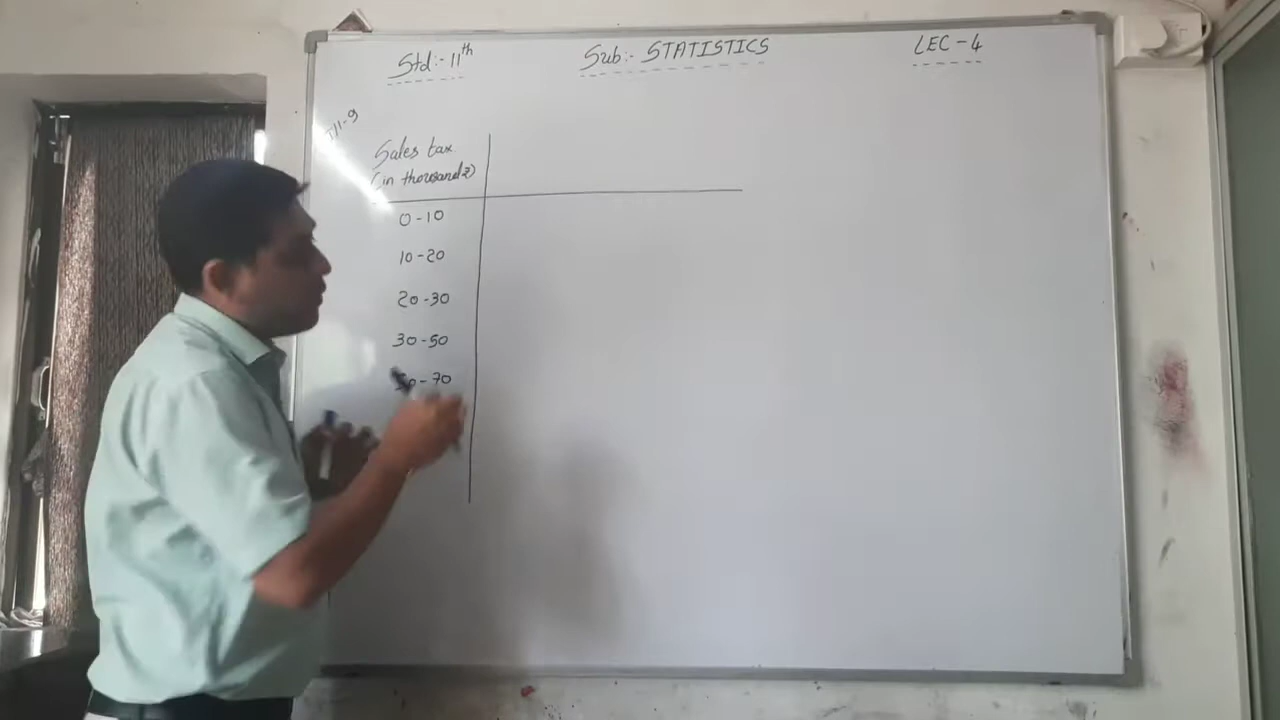 Std:- 11th
Sub:- STATISTICS
LEC - 4
Sales tax
(in thousand ₹)
0 - 10
10 - 20
20 - 30
30 - 50
50 - 70